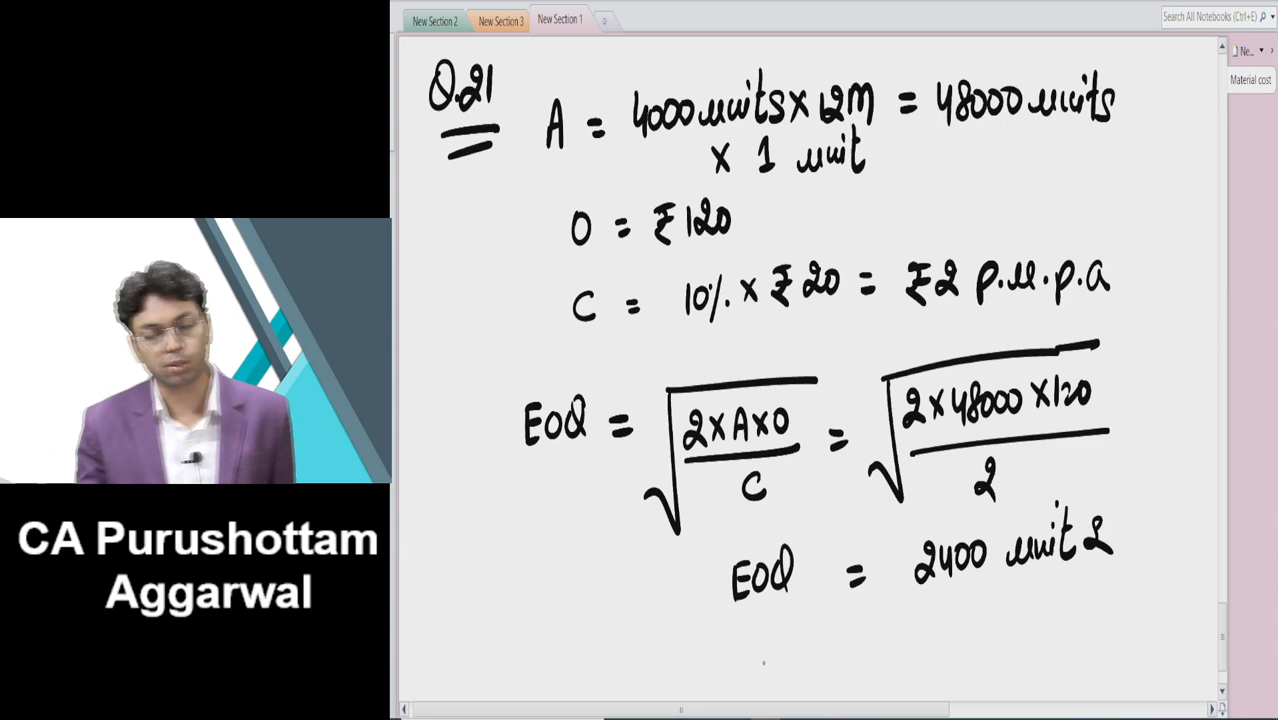 New Section 2 New Section 3 New Section 1
Search All Notebooks (Ctrl+E)
Ne...
Material cost
Q.21
A = 4000 units x 12M = 48000 units
x 1 unit
O = ₹120
C = 10% x ₹20 = ₹2 p.u.p.a
EOQ = √(2 x A x O / C) = √(2 x 48000 x 120 / 2)
EOQ = 2400 units
CA Purushottam
Aggarwal